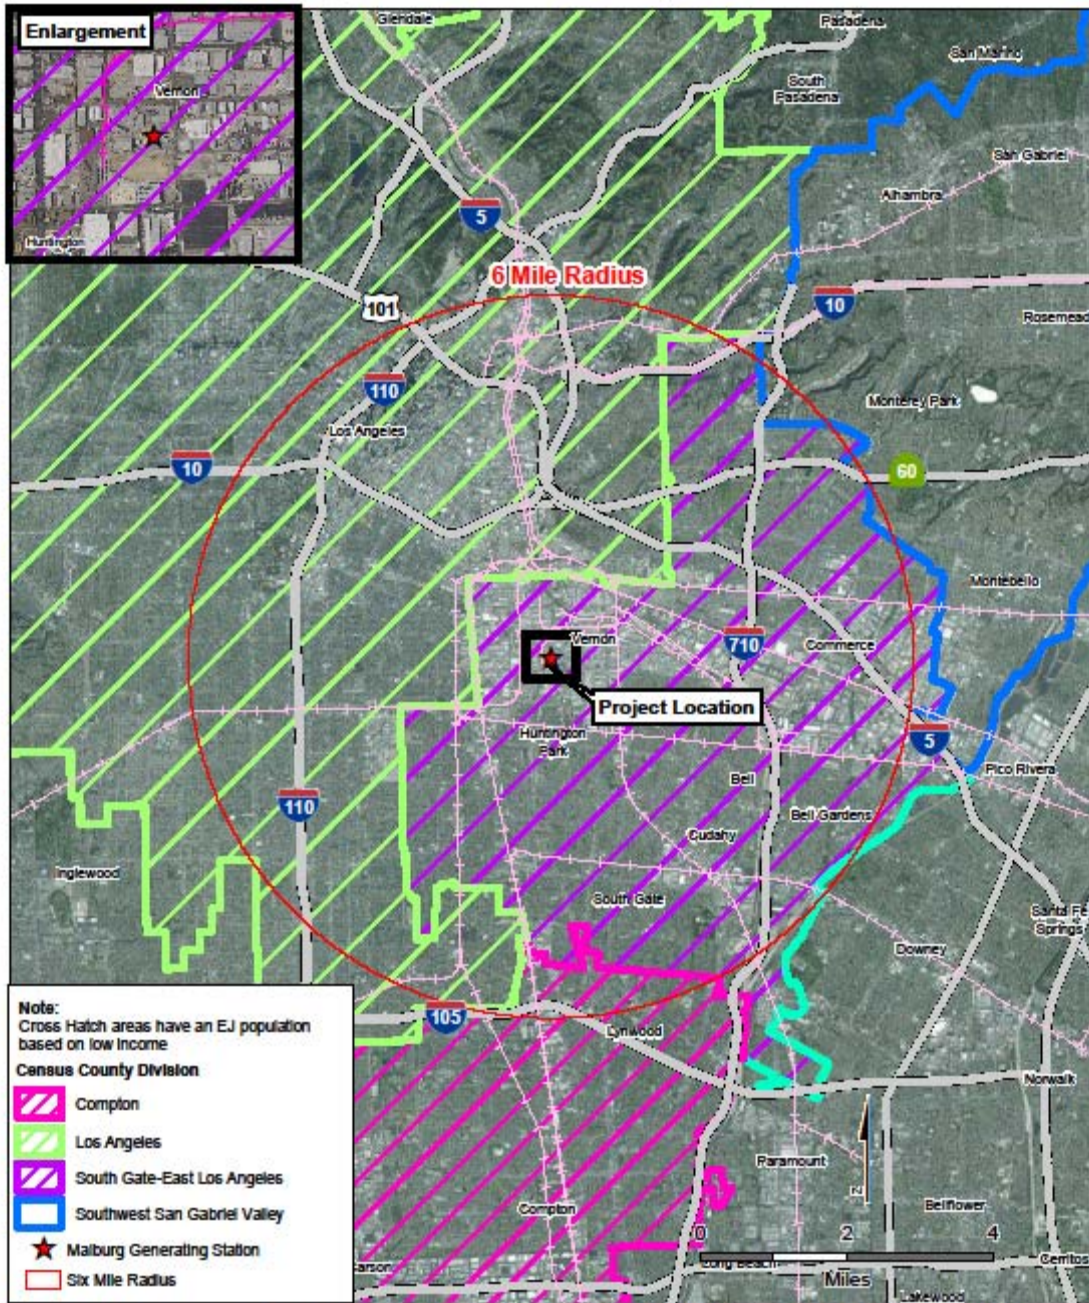 Enlargement
Vernon
Huntington
Glendale
Pasadena
San Marino
South
Pasadena
San Gabriel
Alhambra
5
6 Mile Radius
101
10
Rosemead
110
Monterey Park
Los Angeles
10
60
Montebello
Vernon
710
Commerce
Project Location
Huntington
Park
5
Pico Rivera
Bell
110
Bell Gardens
Cudahy
Inglewood
South Gate
Santa Fe
Springs
Downey
105
Lynwood
Norwalk
Paramount
Compton
Bellflower
N
0
2
4
Miles
Long Beach
Cerritos
Lakewood
Note:
Cross Hatch areas have an EJ population
based on low income
Census County Division
Compton
Los Angeles
South Gate-East Los Angeles
Southwest San Gabriel Valley
Malburg Generating Station
Six Mile Radius